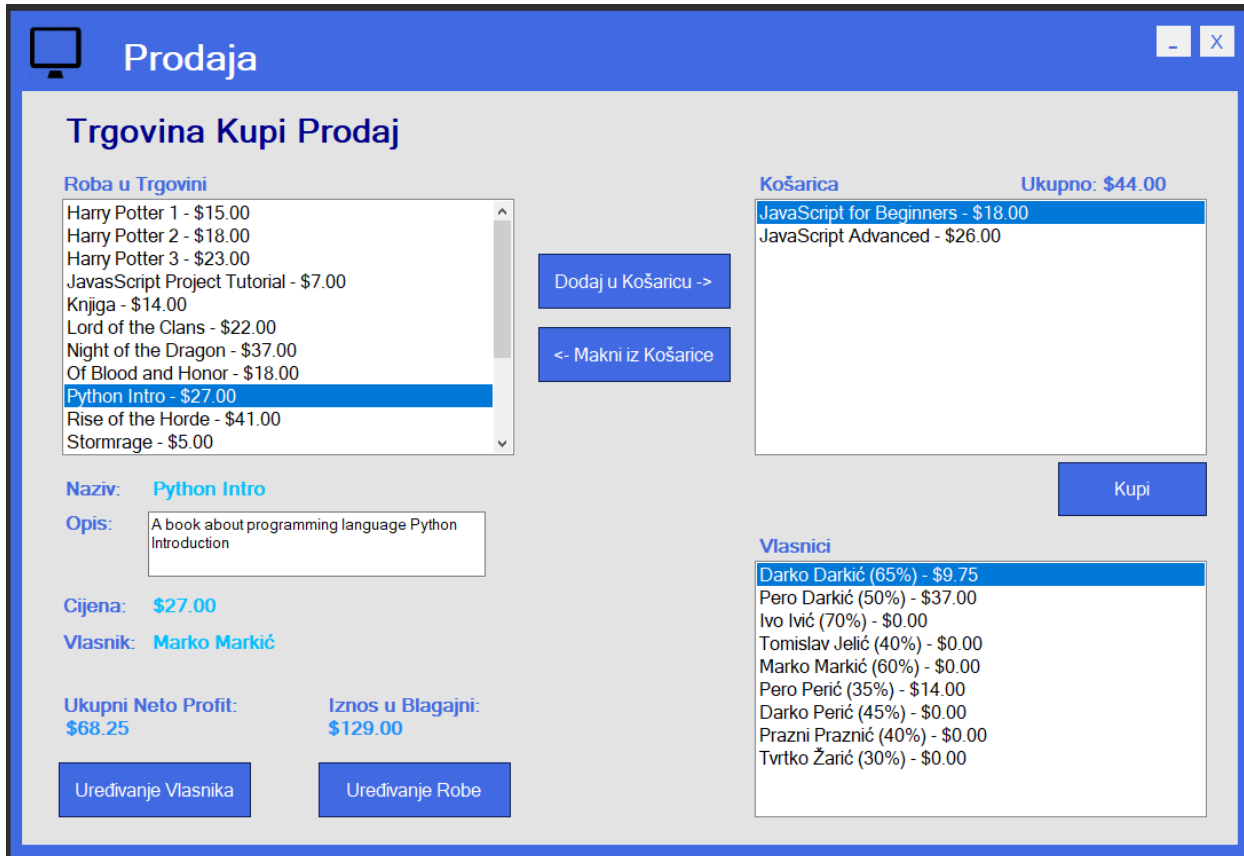 Prodaja
_ X
Trgovina Kupi Prodaj
Roba u Trgovini
Harry Potter 1 - $15.00
Harry Potter 2 - $18.00
Harry Potter 3 - $23.00
JavasScript Project Tutorial - $7.00
Knjiga - $14.00
Lord of the Clans - $22.00
Night of the Dragon - $37.00
Of Blood and Honor - $18.00
Python Intro - $27.00
Rise of the Horde - $41.00
Stormrage - $5.00
Dodaj u Košaricu ->
<- Makni iz Košarice
Košarica Ukupno: $44.00
JavaScript for Beginners - $18.00
JavaScript Advanced - $26.00
Kupi
Naziv: Python Intro
Opis: A book about programming language Python
Introduction
Cijena: $27.00
Vlasnik: Marko Markić
Ukupni Neto Profit: Iznos u Blagajni:
$68.25 $129.00
Uređivanje Vlasnika Uređivanje Robe
Vlasnici
Darko Darkić (65%) - $9.75
Pero Darkić (50%) - $37.00
Ivo Ivić (70%) - $0.00
Tomislav Jelić (40%) - $0.00
Marko Markić (60%) - $0.00
Pero Perić (35%) - $14.00
Darko Perić (45%) - $0.00
Prazni Praznić (40%) - $0.00
Tvrtko Žarić (30%) - $0.00